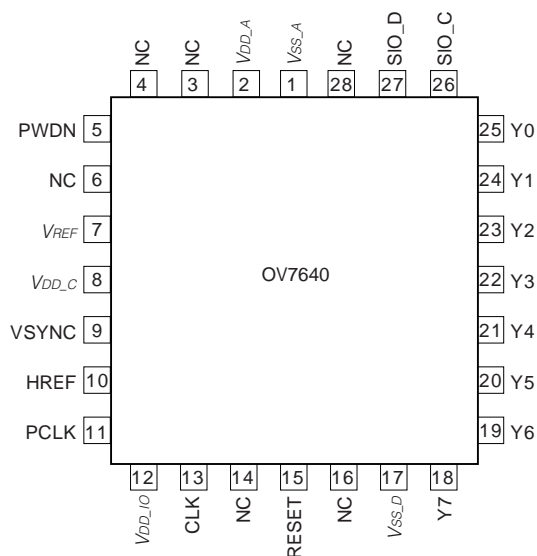 NC
NC
VDD_A
VSS_A
NC
SIO_D
SIO_C
4
3
2
1
28
27
26
PWDN 5
NC 6
VREF 7
VDD_C 8
VSYNC 9
HREF 10
PCLK 11
OV7640
25 Y0
24 Y1
23 Y2
22 Y3
21 Y4
20 Y5
19 Y6
12
13
14
15
16
17
18
VDD_IO
CLK
NC
RESET
NC
VSS_D
Y7